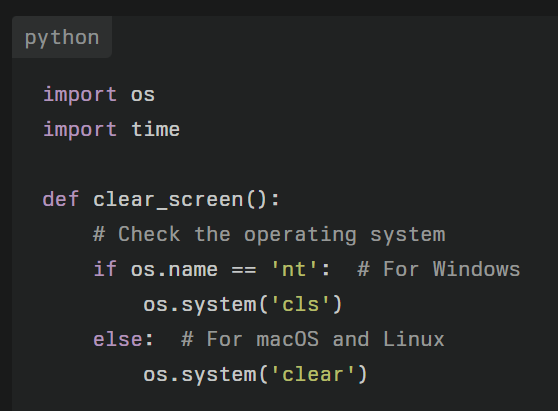 python
import os
import time
def clear_screen():
    # Check the operating system
    if os.name == 'nt':  # For Windows
        os.system('cls')
    else:  # For macOS and Linux
        os.system('clear')